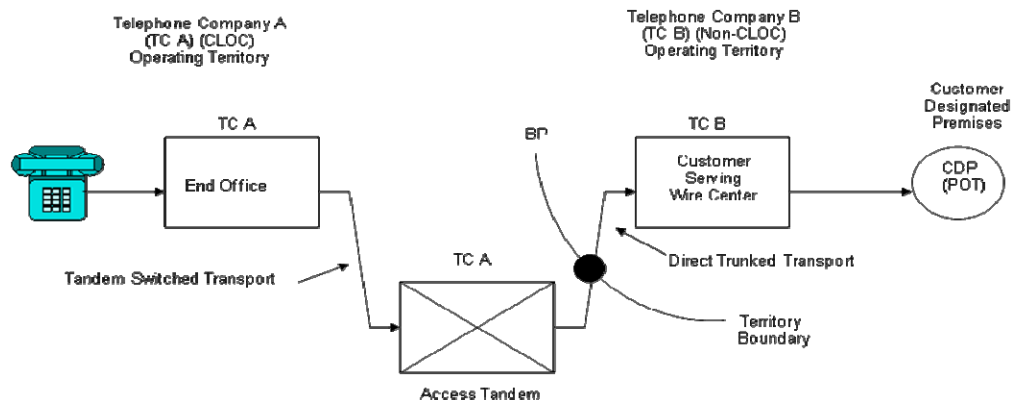 Telephone Company A
(TC A) (CLOC)
Operating Territory
Telephone Company B
(TC B) (Non-CLOC)
Operating Territory
Customer
Designated
Premises
TC A
End Office
BP
TC B
Customer
Serving
Wire Center
CDP
(POT)
Tandem Switched Transport
TC A
Direct Trunked Transport
Territory
Boundary
Access Tandem